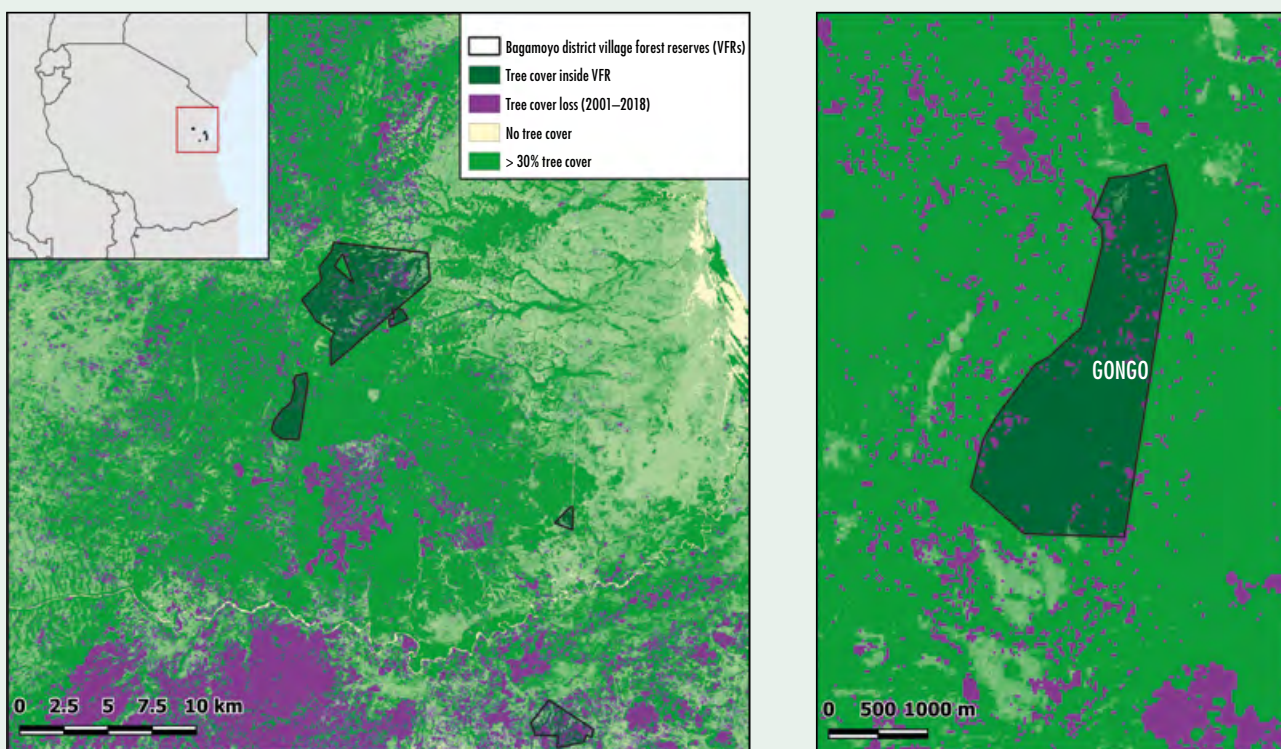 Bagamoyo district village forest reserves (VFRs)
Tree cover inside VFR
Tree cover loss (2001–2018)
No tree cover
> 30% tree cover
0 2.5 5 7.5 10 km
GONGO
0 500 1000 m